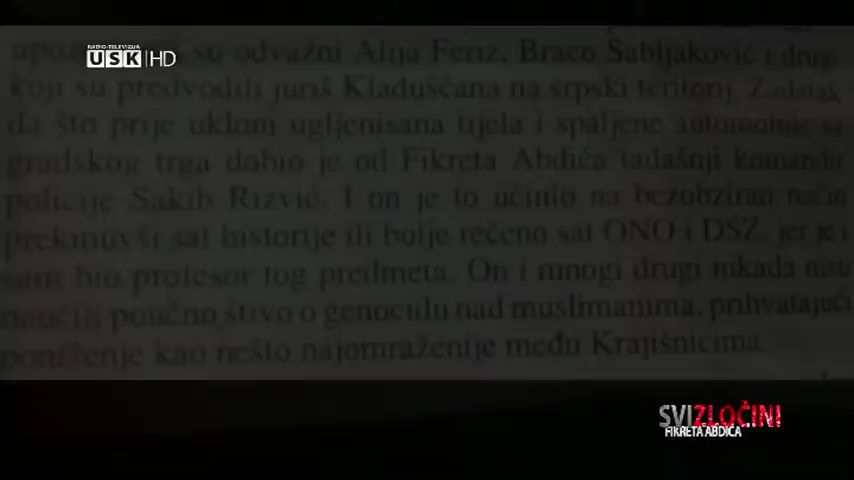 RADIO-TELEVIZIJA
USK HD
su odvažni Alija Feriz, Braco Sabljaković i drugi
koji su predvodili juriš Kladuščana na srpski teritorij. Zadatak
da što prije ukloni ugljenisana tijela i spaljene automobile sa
gradskog trga dobio je od Fikreta Abdića tadašnji komandir
policije Sakib Rizvić. I on je to učinio na bezobziran način
prekinuvši sat historije ili bolje rečeno sat ONO i DSZ, jer je i
sam bio profesor tog predmeta. On i mnogi drugi nikada nisu
naučili poučno štivo o genocidu nad muslimanima, prihvatajući
poniženje kao nešto najomraženije među Krajišnicima.
SVI ZLOČINI
FIKRETA ABDIĆA